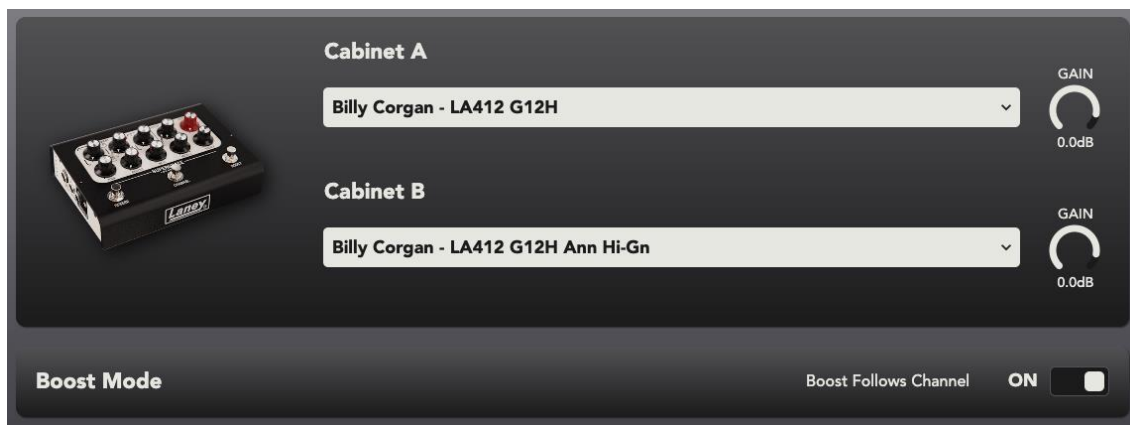 Cabinet A
GAIN
Billy Corgan - LA412 G12H
0.0dB
Cabinet B
GAIN
Billy Corgan - LA412 G12H Ann Hi-Gn
0.0dB
Laney
Boost Mode
Boost Follows Channel ON